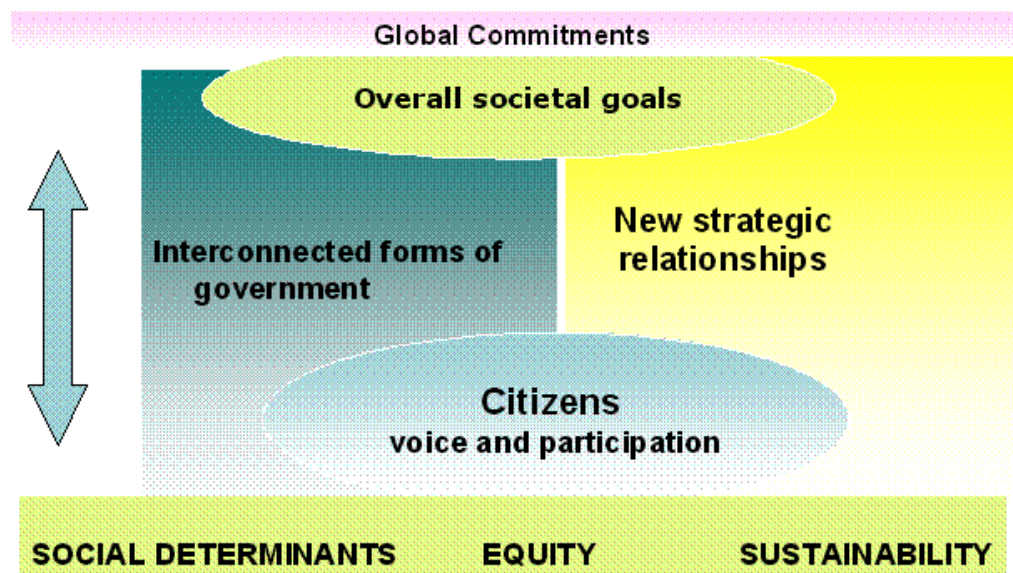 Global Commitments
Overall societal goals
Interconnected forms of
government
New strategic
relationships
Citizens
voice and participation
SOCIAL DETERMINANTS EQUITY SUSTAINABILITY